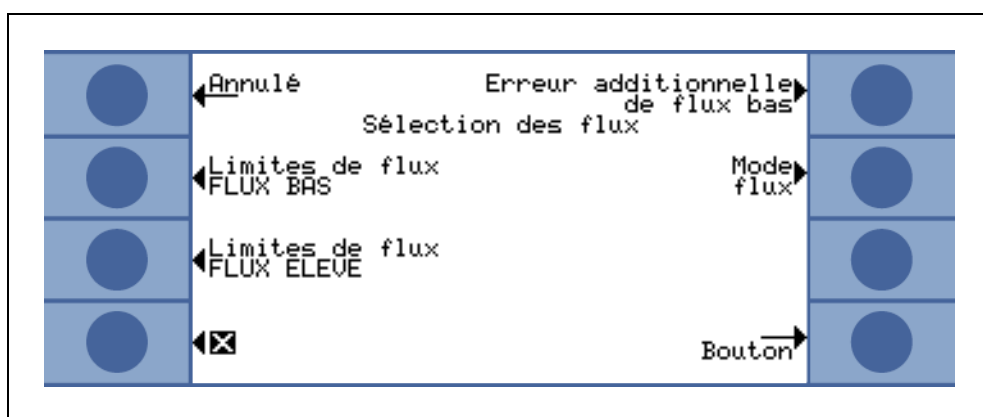 Annulé
Erreur additionnelle
de flux bas
Sélection des flux
Limites de flux
FLUX BAS
Mode
flux
Limites de flux
FLUX ELEVE
Bouton